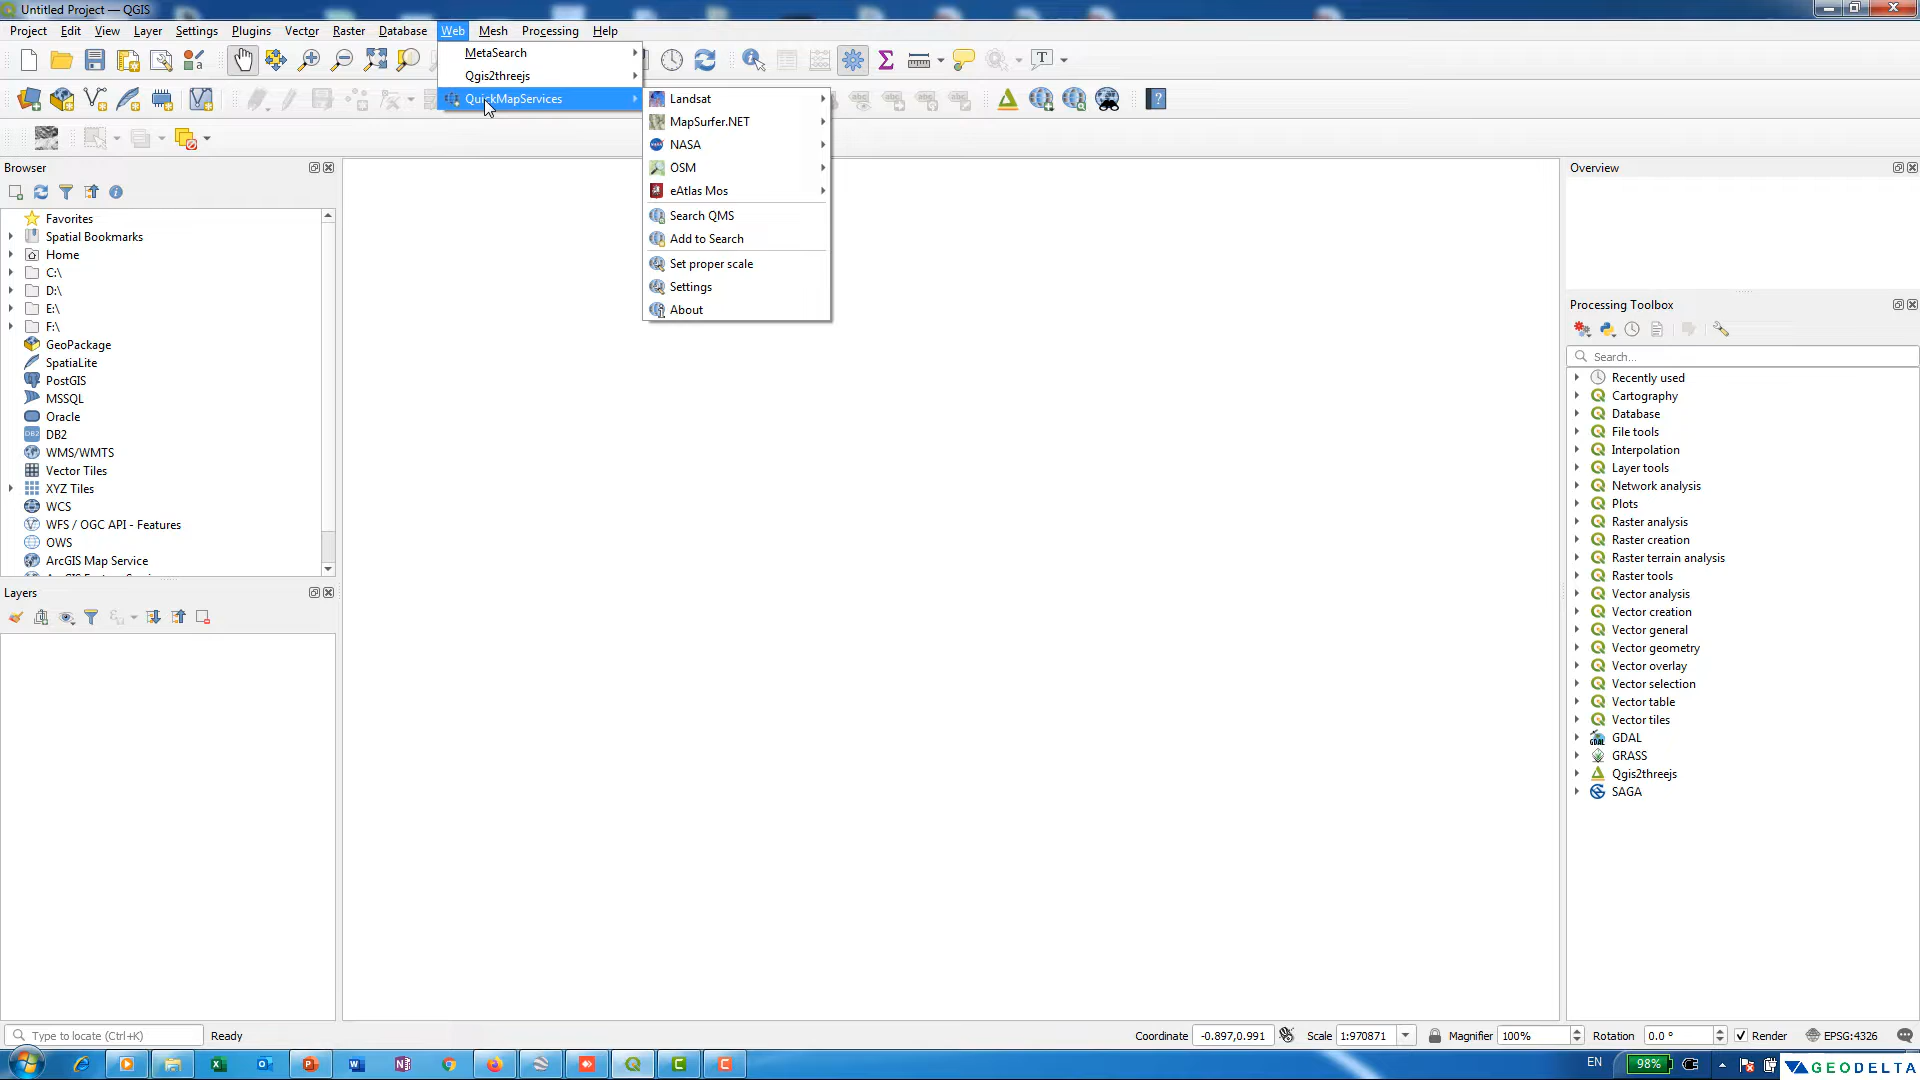 Untitled Project — QGIS
Project Edit View Layer Settings Plugins Vector Raster Database Web Mesh Processing Help
MetaSearch
Qgis2threejs
QuickMapServices
Landsat
MapSurfer.NET
NASA
OSM
eAtlas Mos
Search QMS
Add to Search
Set proper scale
Settings
About
Browser
Favorites
Spatial Bookmarks
Home
C:\
D:\
E:\
F:\
GeoPackage
SpatiaLite
PostGIS
MSSQL
Oracle
DB2
WMS/WMTS
Vector Tiles
XYZ Tiles
WCS
WFS / OGC API - Features
OWS
ArcGIS Map Service
Layers
Overview
Processing Toolbox
Search...
Recently used
Cartography
Database
File tools
Interpolation
Layer tools
Network analysis
Plots
Raster analysis
Raster creation
Raster terrain analysis
Raster tools
Vector analysis
Vector creation
Vector general
Vector geometry
Vector overlay
Vector selection
Vector table
Vector tiles
GDAL
GRASS
Qgis2threejs
SAGA
Type to locate (Ctrl+K) Ready Coordinate -0.897,0.991 Scale 1:970871 Magnifier 100% Rotation 0.0 ° Render EPSG:4326
EN 98% GEODELTA